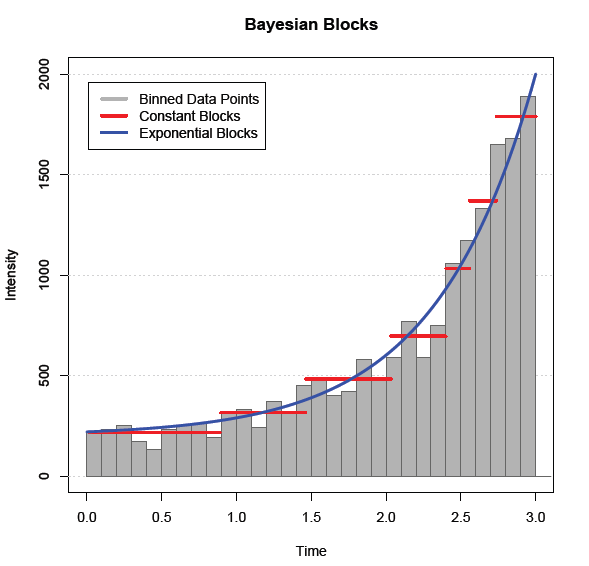 Bayesian Blocks
Binned Data Points
Constant Blocks
Exponential Blocks
2000
1500
1000
500
0
Intensity
0.0 0.5 1.0 1.5 2.0 2.5 3.0
Time